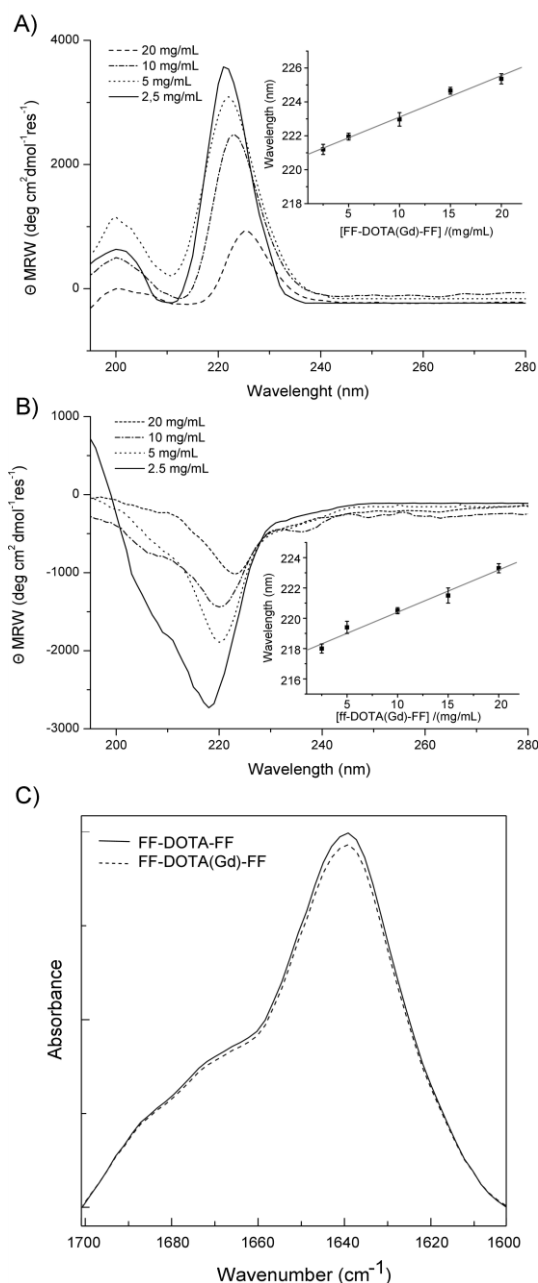 A)
20 mg/mL
10 mg/mL
5 mg/mL
2,5 mg/mL
4000
2000
0
Θ MRW (deg cm² dmol⁻¹res⁻¹)
200 220 240 260 280
Wavelenght (nm)
226
224
222
220
218
Wavelength (nm)
5 10 15 20
[FF-DOTA(Gd)-FF] /(mg/mL)
B)
20 mg/mL
10 mg/mL
5 mg/mL
2.5 mg/mL
1000
0
-1000
-2000
-3000
Θ MRW (deg cm² dmol⁻¹res⁻¹)
200 220 240 260 280
Wavelength (nm)
224
222
220
218
216
Wavelength (nm)
5 10 15 20
[ff-DOTA(Gd)-FF] /(mg/mL)
C)
FF-DOTA-FF
FF-DOTA(Gd)-FF
Absorbance
1700 1680 1660 1640 1620 1600
Wavenumber (cm⁻¹)